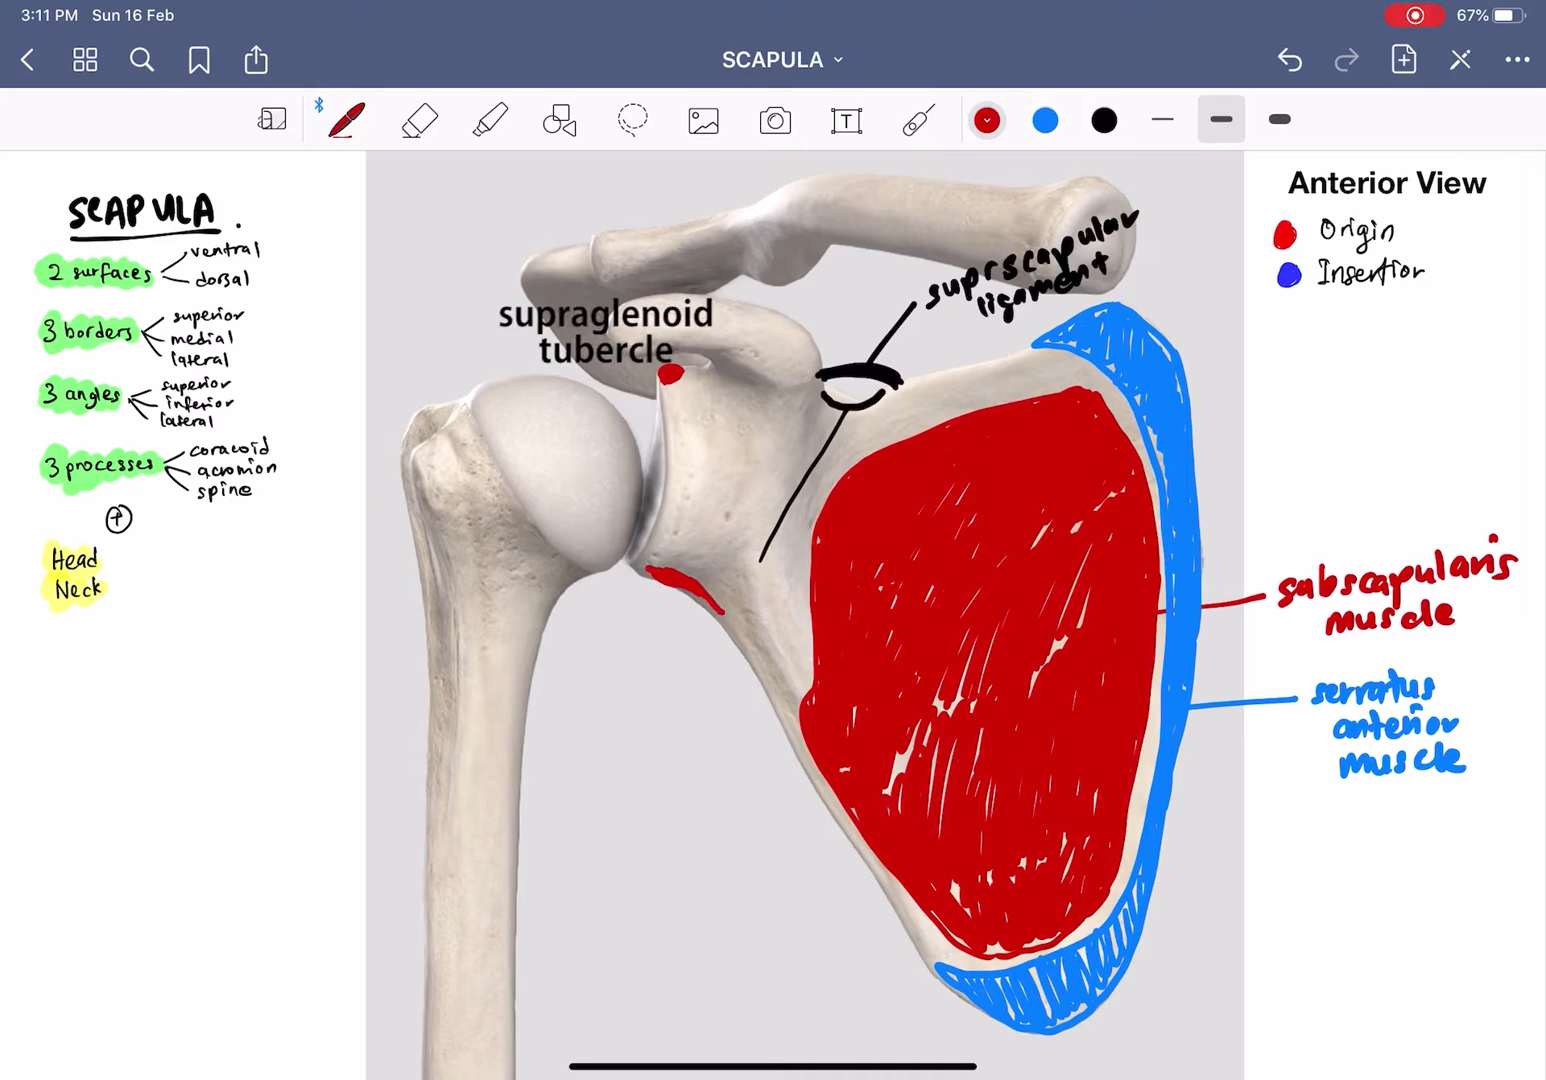 3:11 PM Sun 16 Feb
67%
SCAPULA
SCAPULA.
2 surfaces
ventral
dorsal
3 borders
superior
medial
lateral
3 angles
superior
inferior
lateral
3 processes
coracoid
acromion
spine
+
Head
Neck
supraglenoid
tubercle
suprscapular
ligament
Anterior View
Origin
Insertior
subscapularis
muscle
serratus
anterior
muscle